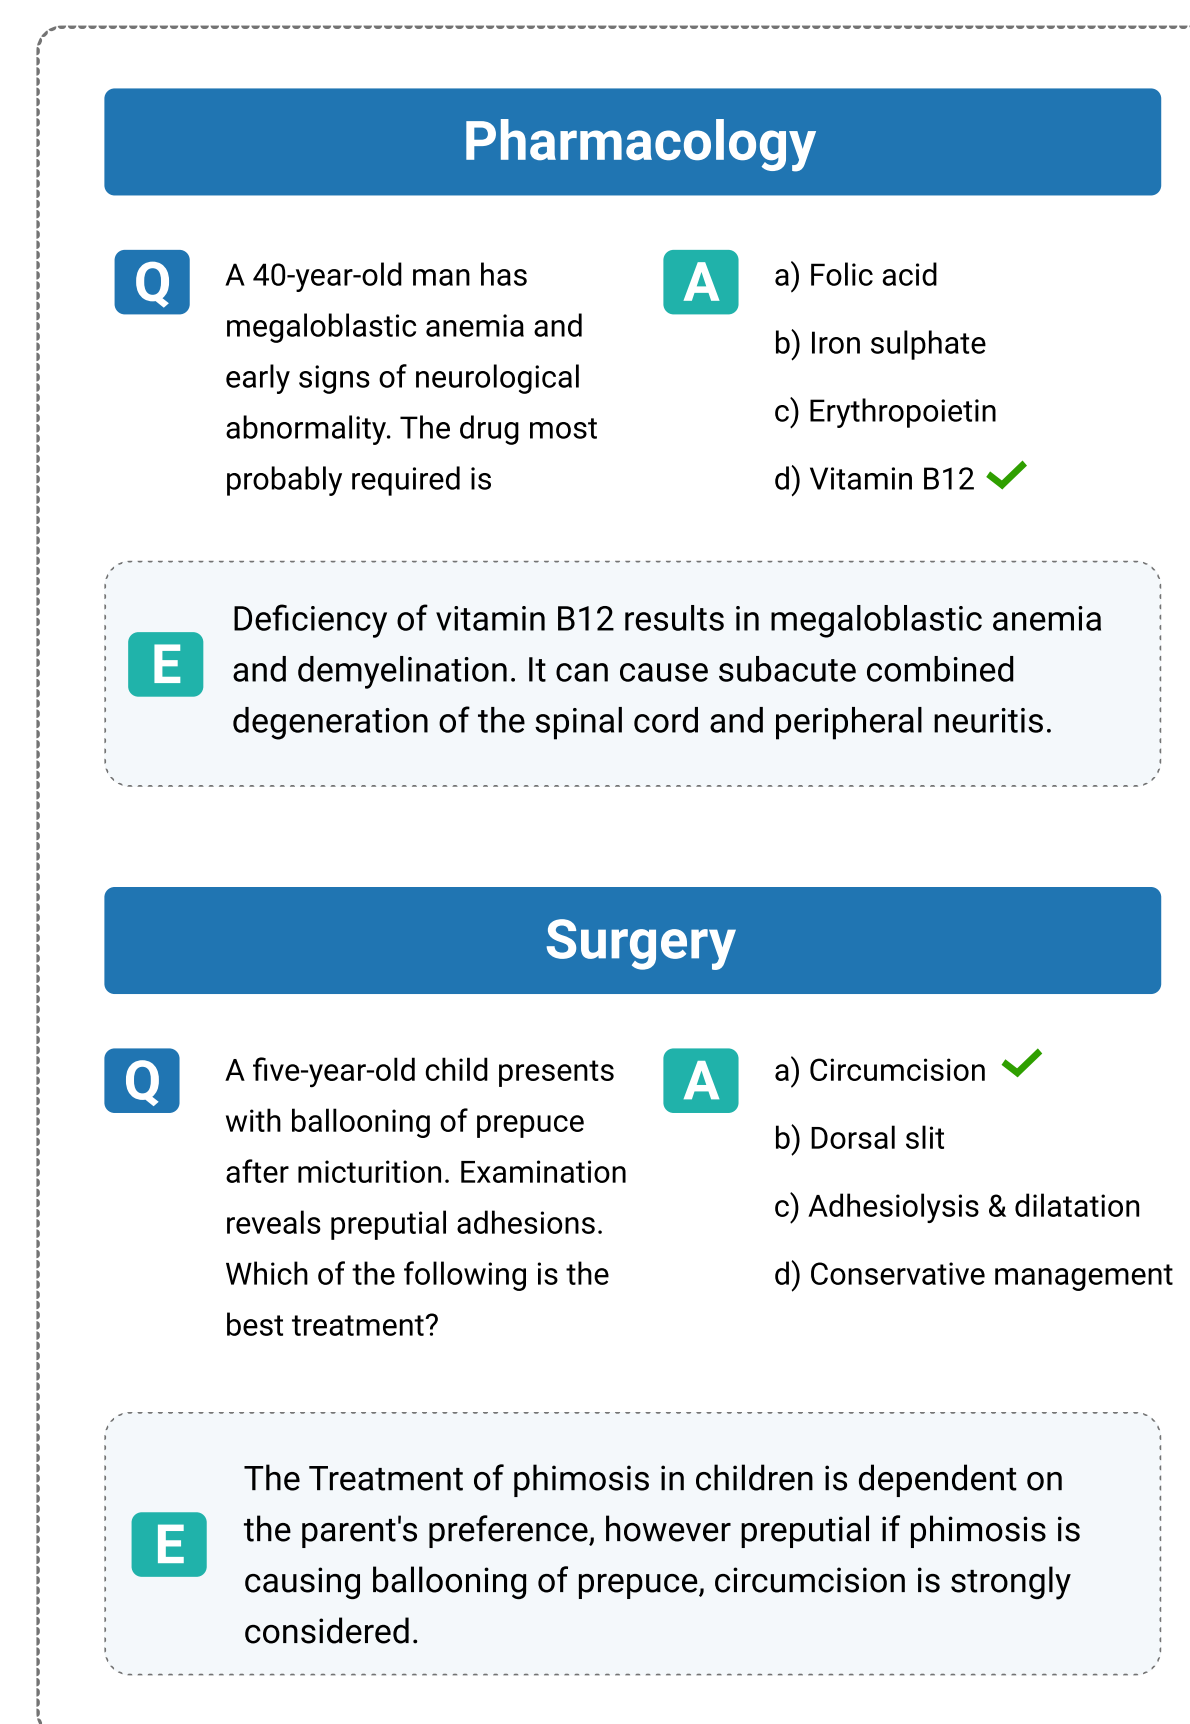 Pharmacology
Q
A 40-year-old man has
megaloblastic anemia and
early signs of neurological
abnormality. The drug most
probably required is
A
a) Folic acid
b) Iron sulphate
c) Erythropoietin
d) Vitamin B12
E
Deficiency of vitamin B12 results in megaloblastic anemia
and demyelination. It can cause subacute combined
degeneration of the spinal cord and peripheral neuritis.
Surgery
Q
A five-year-old child presents
with ballooning of prepuce
after micturition. Examination
reveals preputial adhesions.
Which of the following is the
best treatment?
A
a) Circumcision
b) Dorsal slit
c) Adhesiolysis & dilatation
d) Conservative management
E
The Treatment of phimosis in children is dependent on
the parent's preference, however preputial if phimosis is
causing ballooning of prepuce, circumcision is strongly
considered.